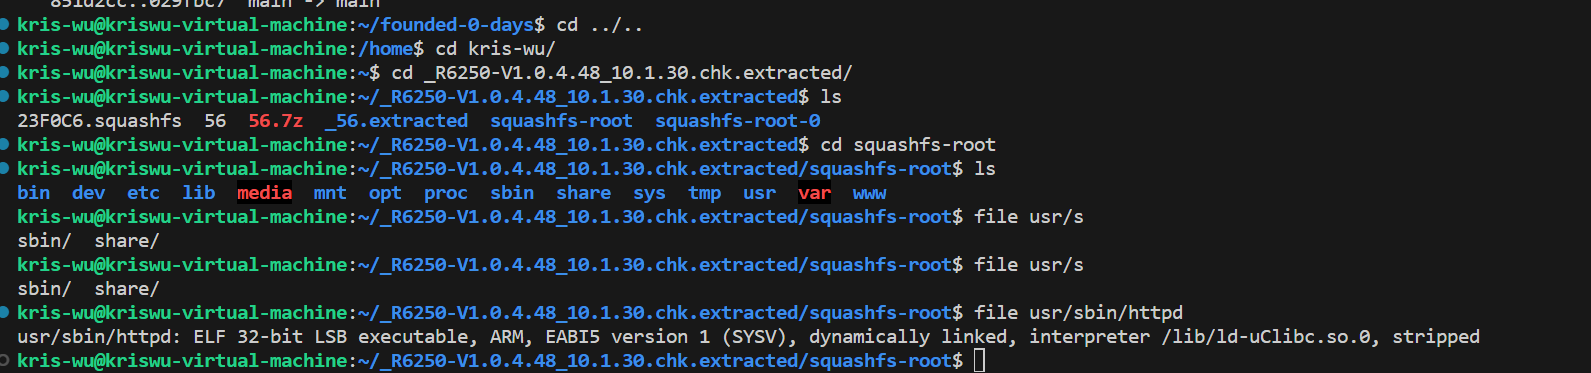 851d2cc..029fbc7  main -> main
kris-wu@kriswu-virtual-machine:~/founded-0-days$ cd ../..
kris-wu@kriswu-virtual-machine:/home$ cd kris-wu/
kris-wu@kriswu-virtual-machine:~$ cd _R6250-V1.0.4.48_10.1.30.chk.extracted/
kris-wu@kriswu-virtual-machine:~/_R6250-V1.0.4.48_10.1.30.chk.extracted$ ls
23F0C6.squashfs  56  56.7z  _56.extracted  squashfs-root  squashfs-root-0
kris-wu@kriswu-virtual-machine:~/_R6250-V1.0.4.48_10.1.30.chk.extracted$ cd squashfs-root
kris-wu@kriswu-virtual-machine:~/_R6250-V1.0.4.48_10.1.30.chk.extracted/squashfs-root$ ls
bin  dev  etc  lib  media  mnt  opt  proc  sbin  share  sys  tmp  usr  var  www
kris-wu@kriswu-virtual-machine:~/_R6250-V1.0.4.48_10.1.30.chk.extracted/squashfs-root$ file usr/s
sbin/  share/
kris-wu@kriswu-virtual-machine:~/_R6250-V1.0.4.48_10.1.30.chk.extracted/squashfs-root$ file usr/s
sbin/  share/
kris-wu@kriswu-virtual-machine:~/_R6250-V1.0.4.48_10.1.30.chk.extracted/squashfs-root$ file usr/sbin/httpd
usr/sbin/httpd: ELF 32-bit LSB executable, ARM, EABI5 version 1 (SYSV), dynamically linked, interpreter /lib/ld-uClibc.so.0, stripped
kris-wu@kriswu-virtual-machine:~/_R6250-V1.0.4.48_10.1.30.chk.extracted/squashfs-root$